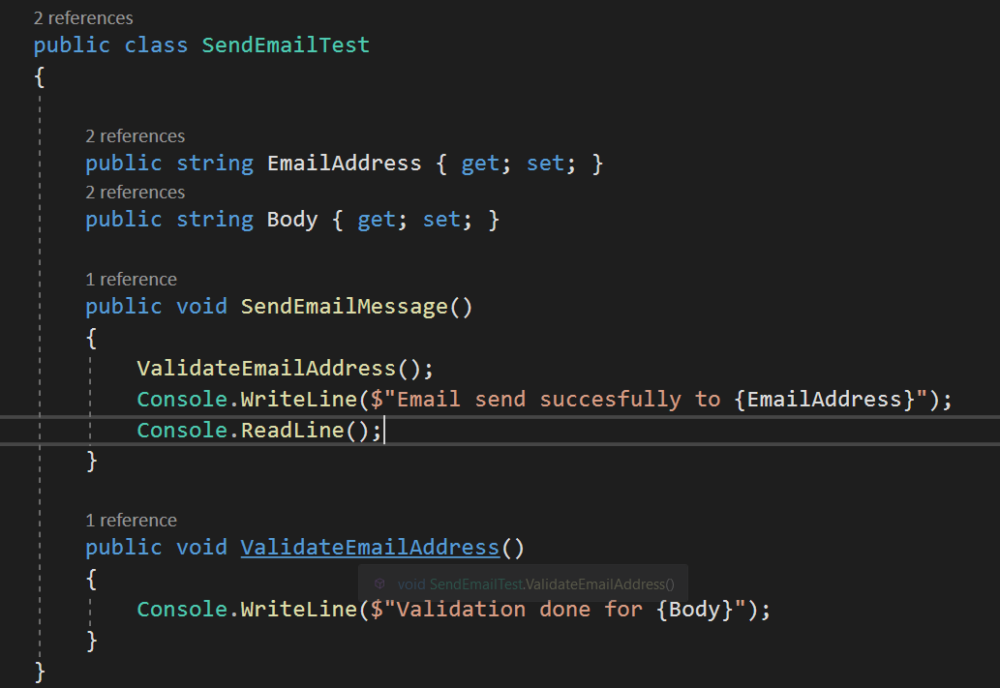 2 references
public class SendEmailTest
{
2 references
public string EmailAddress { get; set; }
2 references
public string Body { get; set; }
1 reference
public void SendEmailMessage()
{
ValidateEmailAddress();
Console.WriteLine($"Email send succesfully to {EmailAddress}");
Console.ReadLine();
}
1 reference
public void ValidateEmailAddress()
{
void SendEmailTest.ValidateEmailAddress()
Console.WriteLine($"Validation done for {Body}");
}
}